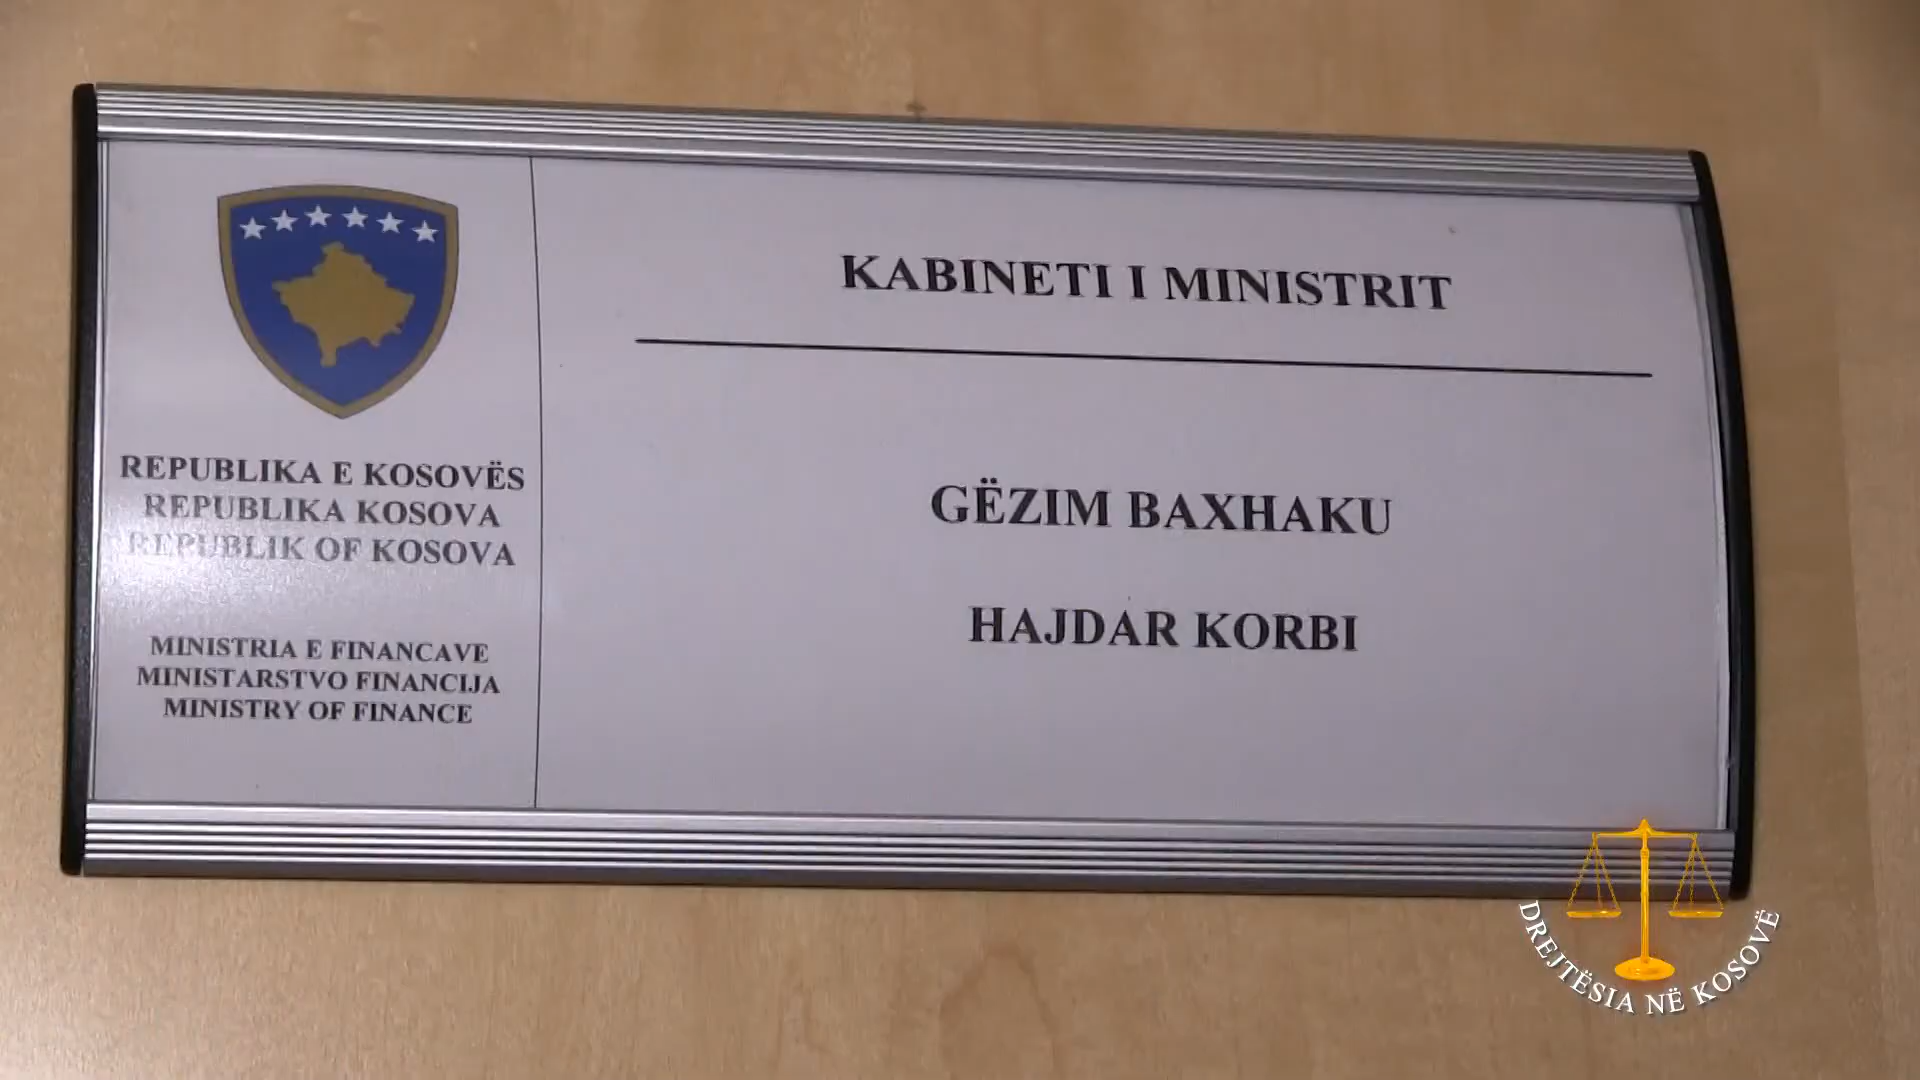 REPUBLIKA E KOSOVËS
REPUBLIKA KOSOVA
REPUBLIK OF KOSOVA
MINISTRIA E FINANCAVE
MINISTARSTVO FINANCIJA
MINISTRY OF FINANCE
KABINETI I MINISTRIT
GËZIM BAXHAKU
HAJDAR KORBI
DREJTËSIA NË KOSOVË